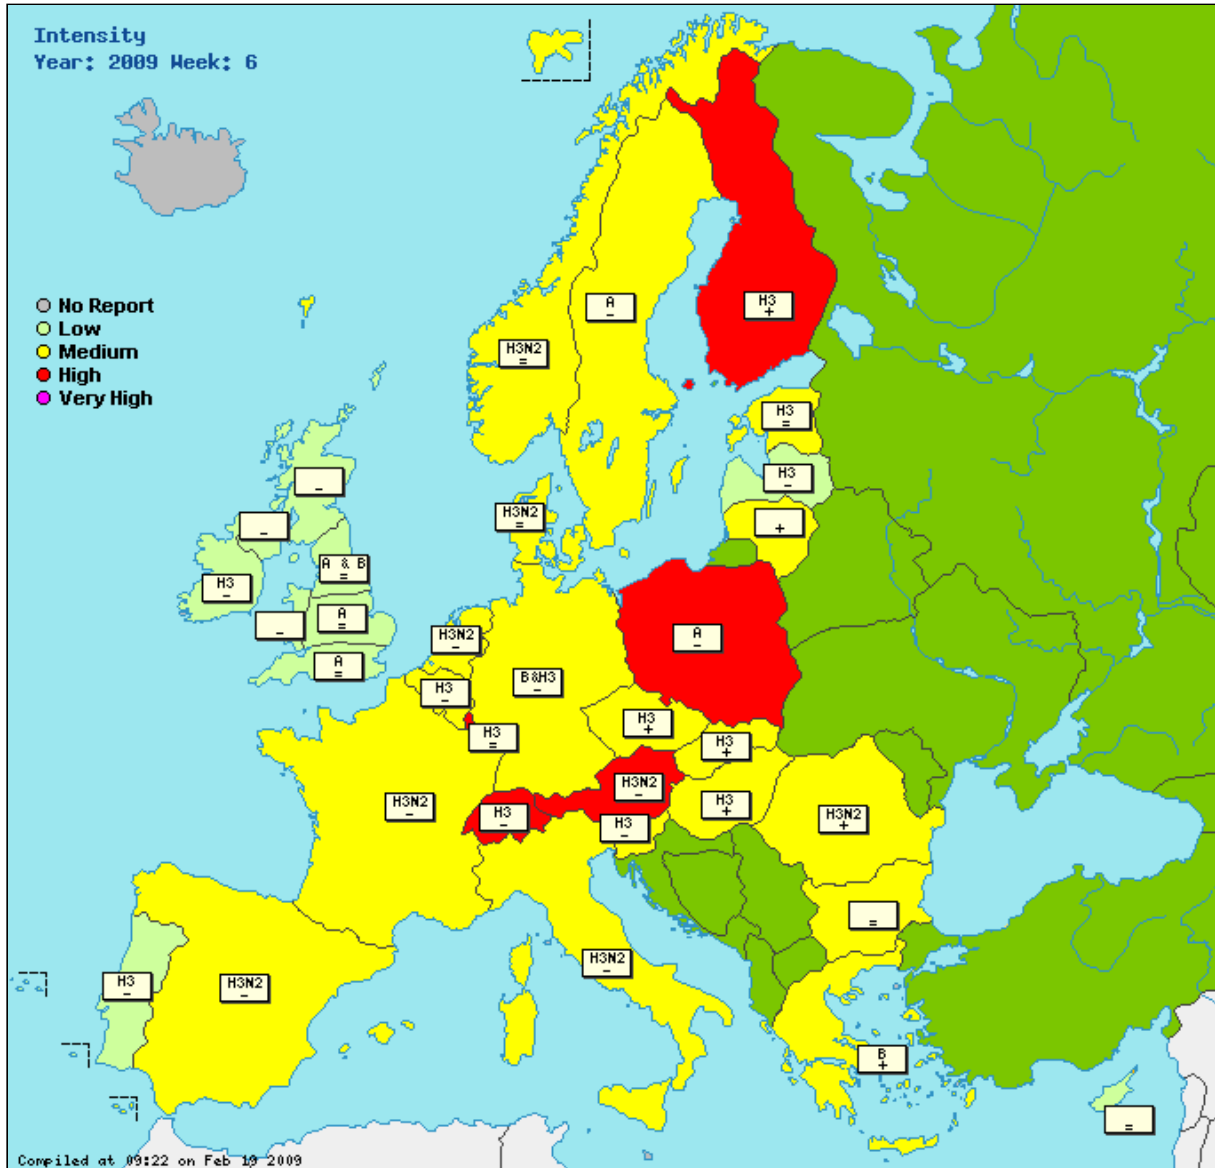 Intensity
Year: 2009 Week: 6
No Report
Low
Medium
High
Very High
A
–
H3
+
H3N2
=
H3
=
H3
–
–
H3N2
=
+
–
A & B
=
H3
–
A
=
–
H3N2
–
A
–
A
=
B &H3
–
H3
–
H3
+
H3
=
H3
+
H3N2
–
H3N2
–
H3
+
H3
–
H3N2
+
H3
–
=
H3N2
–
H3
–
H3N2
–
B
+
=
Compiled at 09:22 on Feb 19 2009